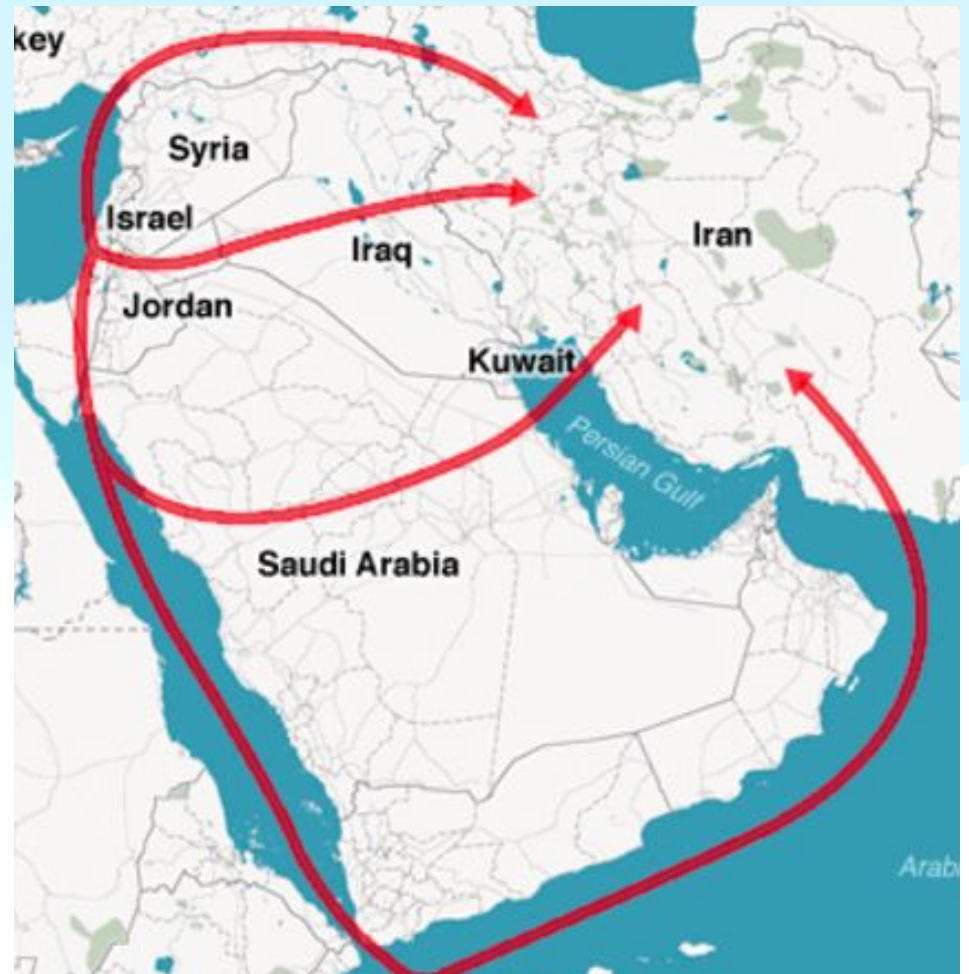 key
Syria
Israel
Iraq
Iran
Jordan
Kuwait
Persian Gulf
Saudi Arabia
Arab